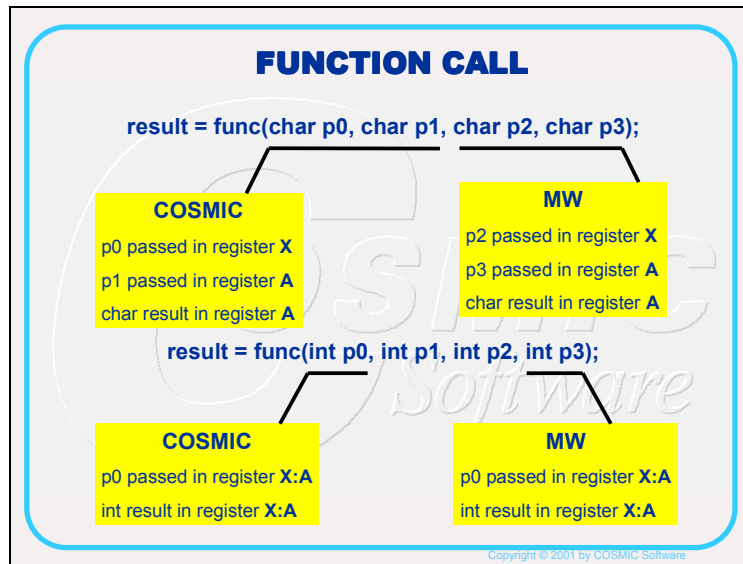 FUNCTION CALL
result = func(char p0, char p1, char p2, char p3);
COSMIC
p0 passed in register X
p1 passed in register A
char result in register A
MW
p2 passed in register X
p3 passed in register A
char result in register A
result = func(int p0, int p1, int p2, int p3);
COSMIC
p0 passed in register X:A
int result in register X:A
MW
p0 passed in register X:A
int result in register X:A
Cosmic
Software
Copyright © 2001 by COSMIC Software